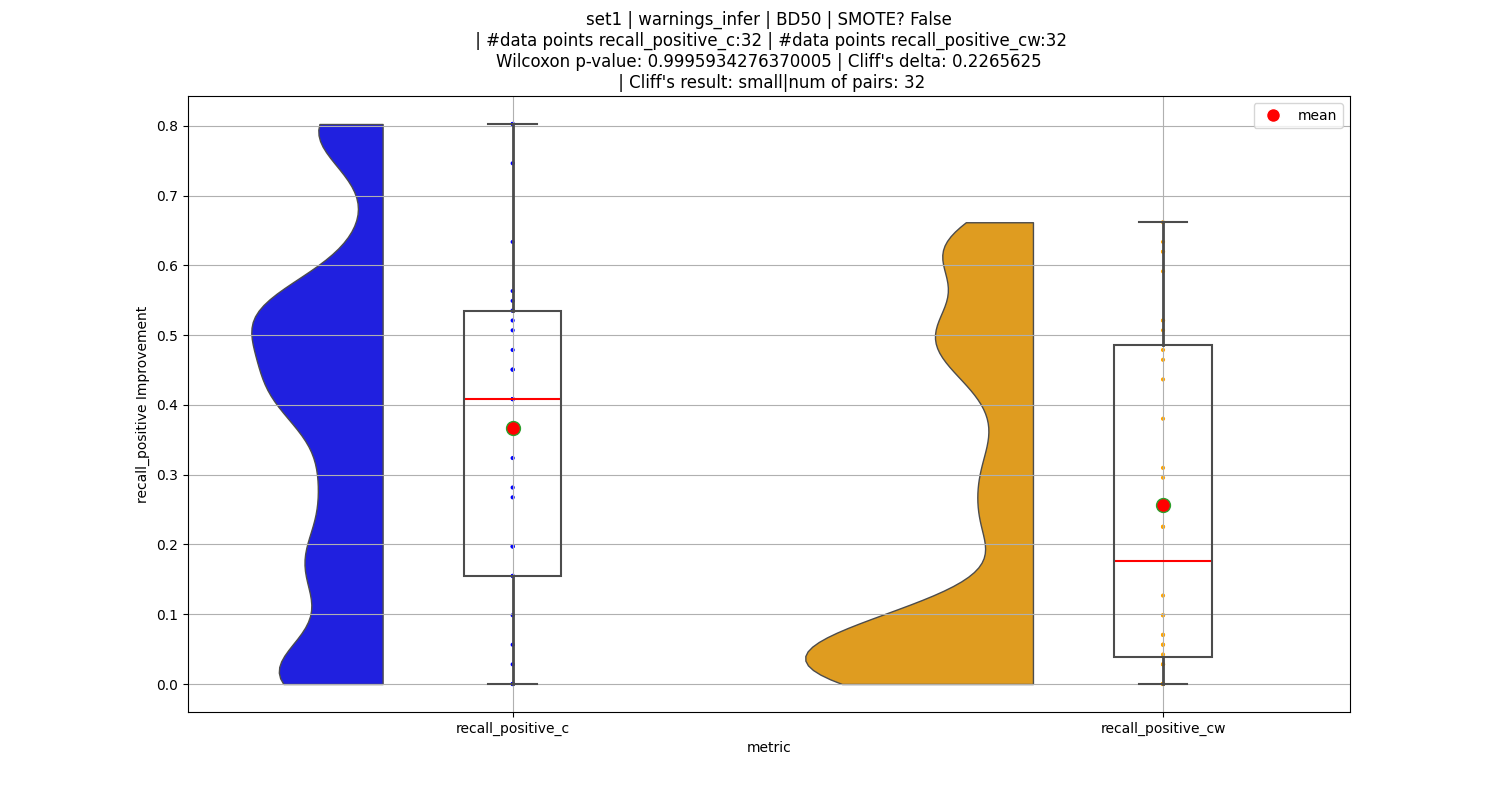 set1 | warnings_infer | BD50 | SMOTE? False
| #data points recall_positive_c:32 | #data points recall_positive_cw:32
Wilcoxon p-value: 0.9995934276370005 | Cliff's delta: 0.2265625
| Cliff's result: small|num of pairs: 32
mean
0.8
0.7
0.6
0.5
0.4
0.3
0.2
0.1
0.0
recall_positive Improvement
recall_positive_c
recall_positive_cw
metric